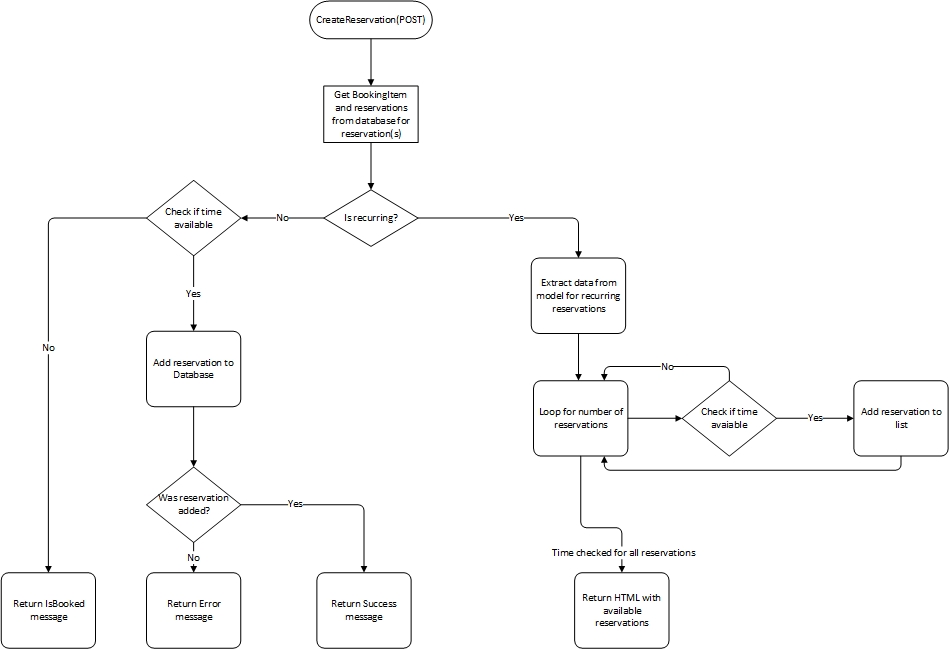 CreateReservation(POST)
Get BookingItem
and reservations
from database for
reservation(s)
Check if time
available
No
Is recurring?
Yes
Extract data from
model for recurring
reservations
Yes
No
Add reservation to
Database
No
Loop for number of
reservations
Check if time
avaiable
Yes
Add reservation to
list
Was reservation
added?
Yes
No
Time checked for all reservations
Return IsBooked
message
Return Error
message
Return Success
message
Return HTML with
available
reservations